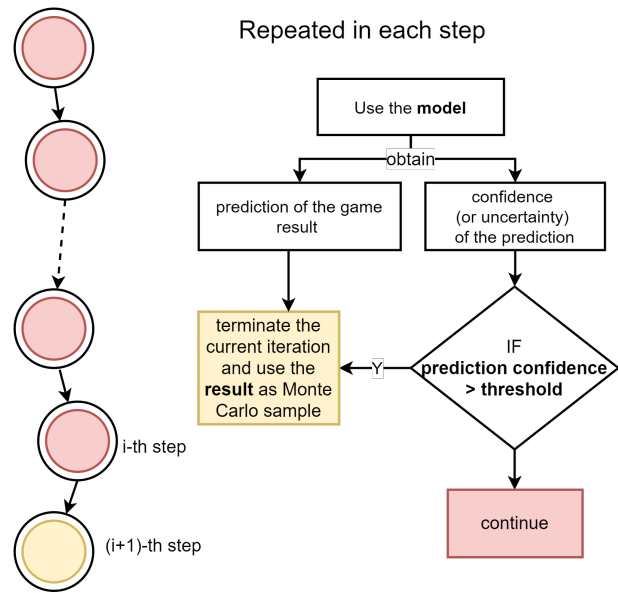 Repeated in each step
Use the model
obtain
prediction of the game
result
confidence
(or uncertainty)
of the prediction
terminate the
current iteration
and use the
result as Monte
Carlo sample
Y
IF
prediction confidence
> threshold
continue
i-th step
(i+1)-th step